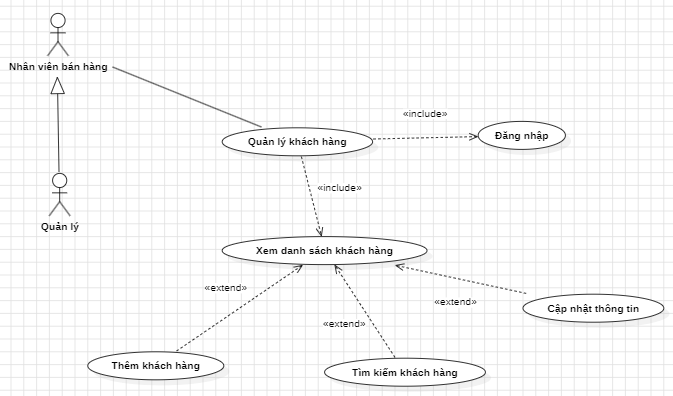 Nhân viên bán hàng
«include»
Quản lý khách hàng
Đăng nhập
«include»
Quản lý
Xem danh sách khách hàng
«extend»
«extend»
Cập nhật thông tin
«extend»
Thêm khách hàng
Tìm kiếm khách hàng